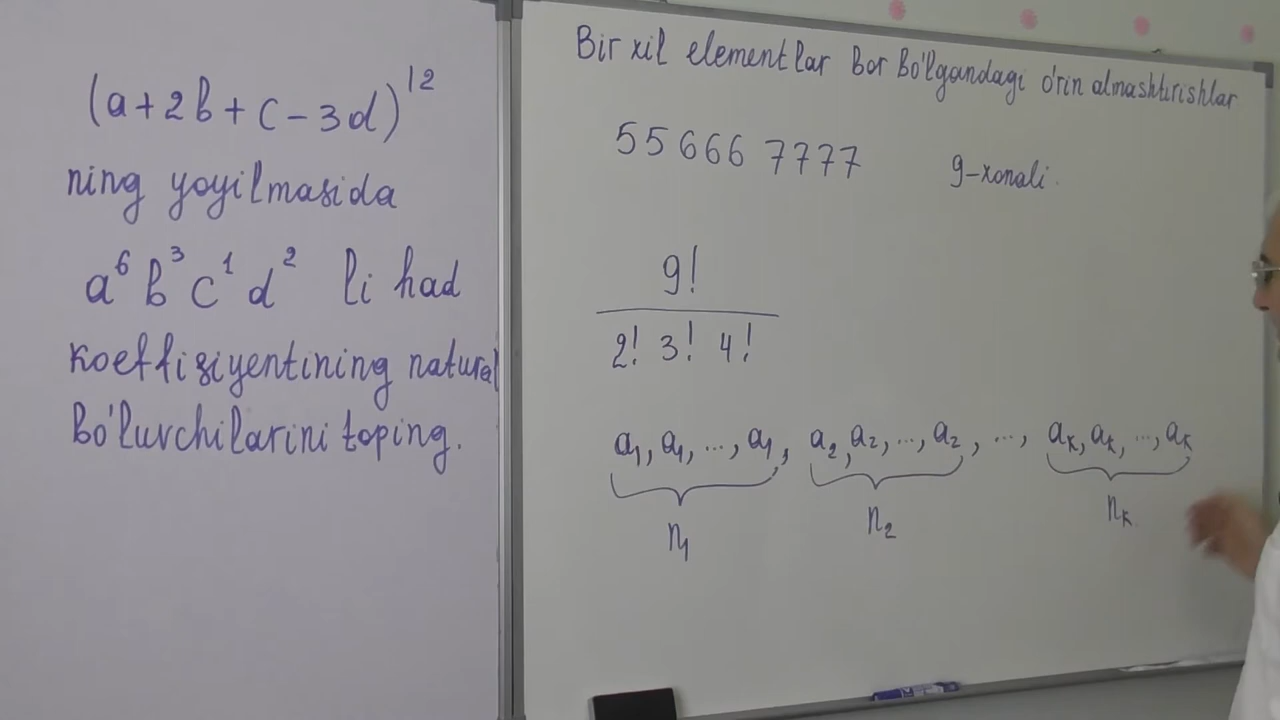 (a+2b+c-3d)^12
ning yoyilmasida
a^6 b^3 c^1 d^2 li had
koeffisiyentining natural
bo'luvchilarini toping.
Bir xil elementlar bor bo'lgandagi o'rin almashtirishlar
55 666 7777 9-xonali.
9!
2! 3! 4!
a₁, a₁, ..., a₁, a₂, a₂, ..., a₂, ..., aₖ, aₖ, ..., aₖ
n₁ n₂ nₖ